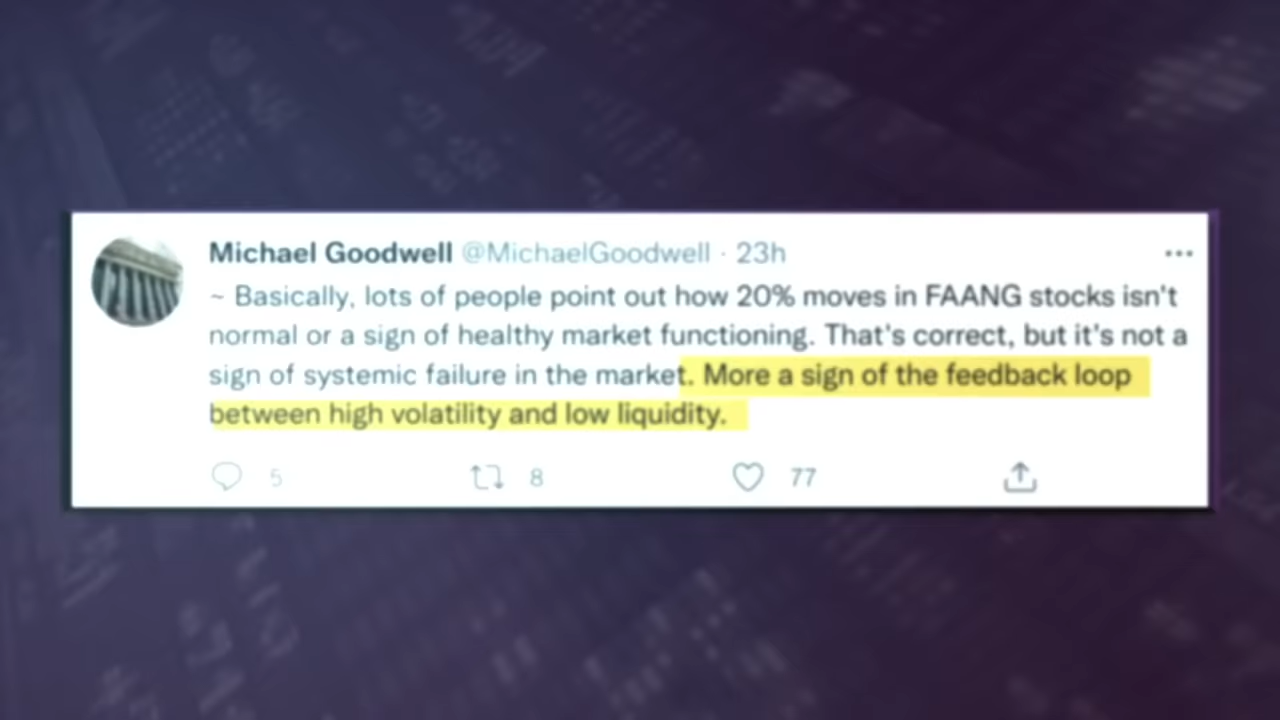 Michael Goodwell @MichaelGoodwell · 23h
~ Basically, lots of people point out how 20% moves in FAANG stocks isn't
normal or a sign of healthy market functioning. That's correct, but it's not a
sign of systemic failure in the market. More a sign of the feedback loop
between high volatility and low liquidity.
5 8 77